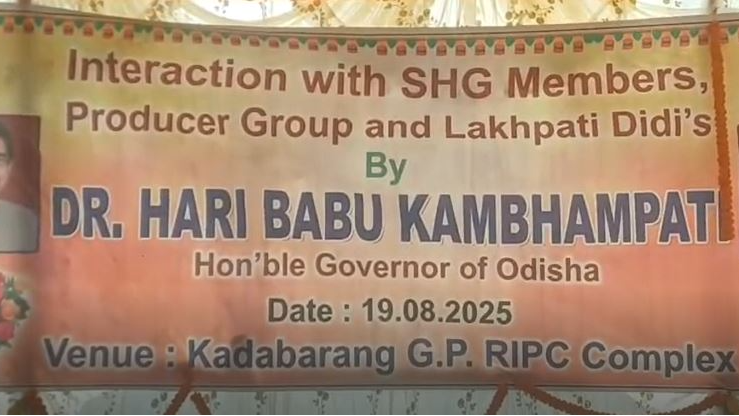 Interaction with SHG Members,
Producer Group and Lakhpati Didi's
By
DR. HARI BABU KAMBHAMPATI
Hon'ble Governor of Odisha
Date : 19.08.2025
Venue : Kadabarang G.P. RIPC Complex